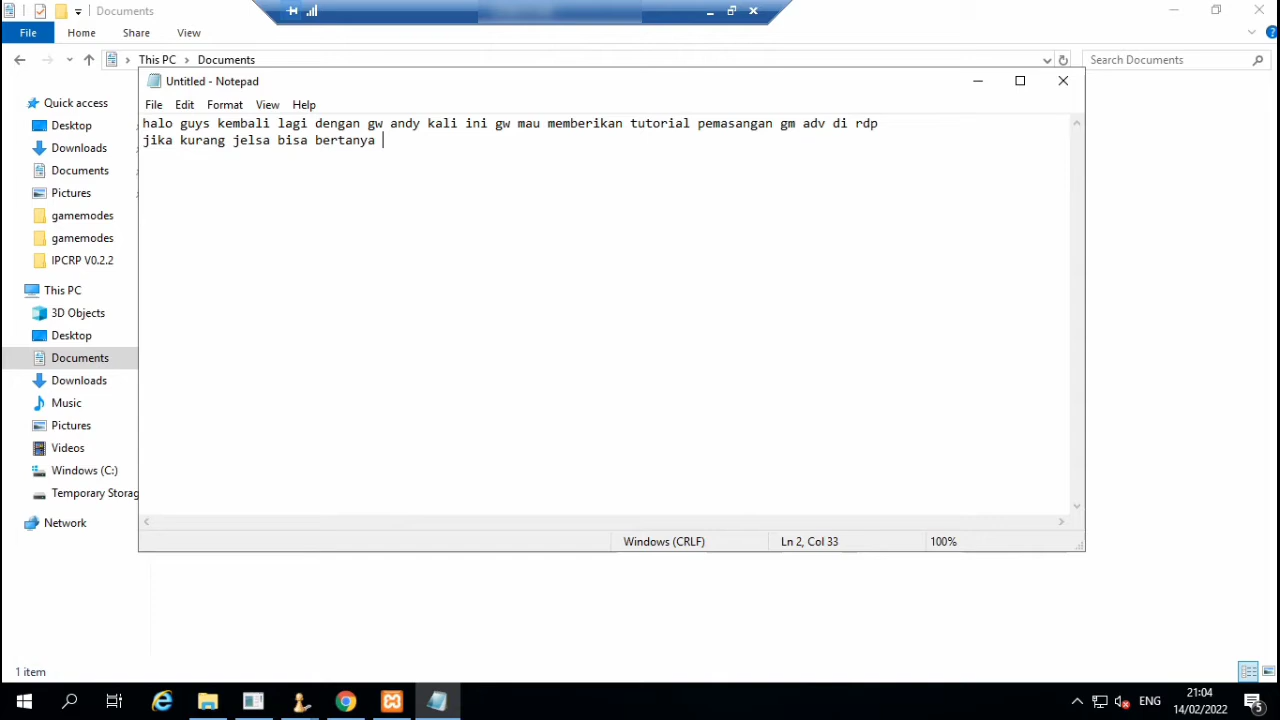 Documents
File
Home
Share
View
This PC
Documents
Search Documents
Untitled - Notepad
File
Edit
Format
View
Help
halo guys kembali lagi dengan gw andy kali ini gw mau memberikan tutorial pemasangan gm adv di rdp
jika kurang jelsa bisa bertanya
Quick access
Desktop
Downloads
Documents
Pictures
gamemodes
gamemodes
IPCRP V0.2.2
This PC
3D Objects
Desktop
Documents
Downloads
Music
Pictures
Videos
Windows (C:)
Temporary Storag
Network
Windows (CRLF)
Ln 2, Col 33
100%
1 item
ENG
21:04
14/02/2022
5